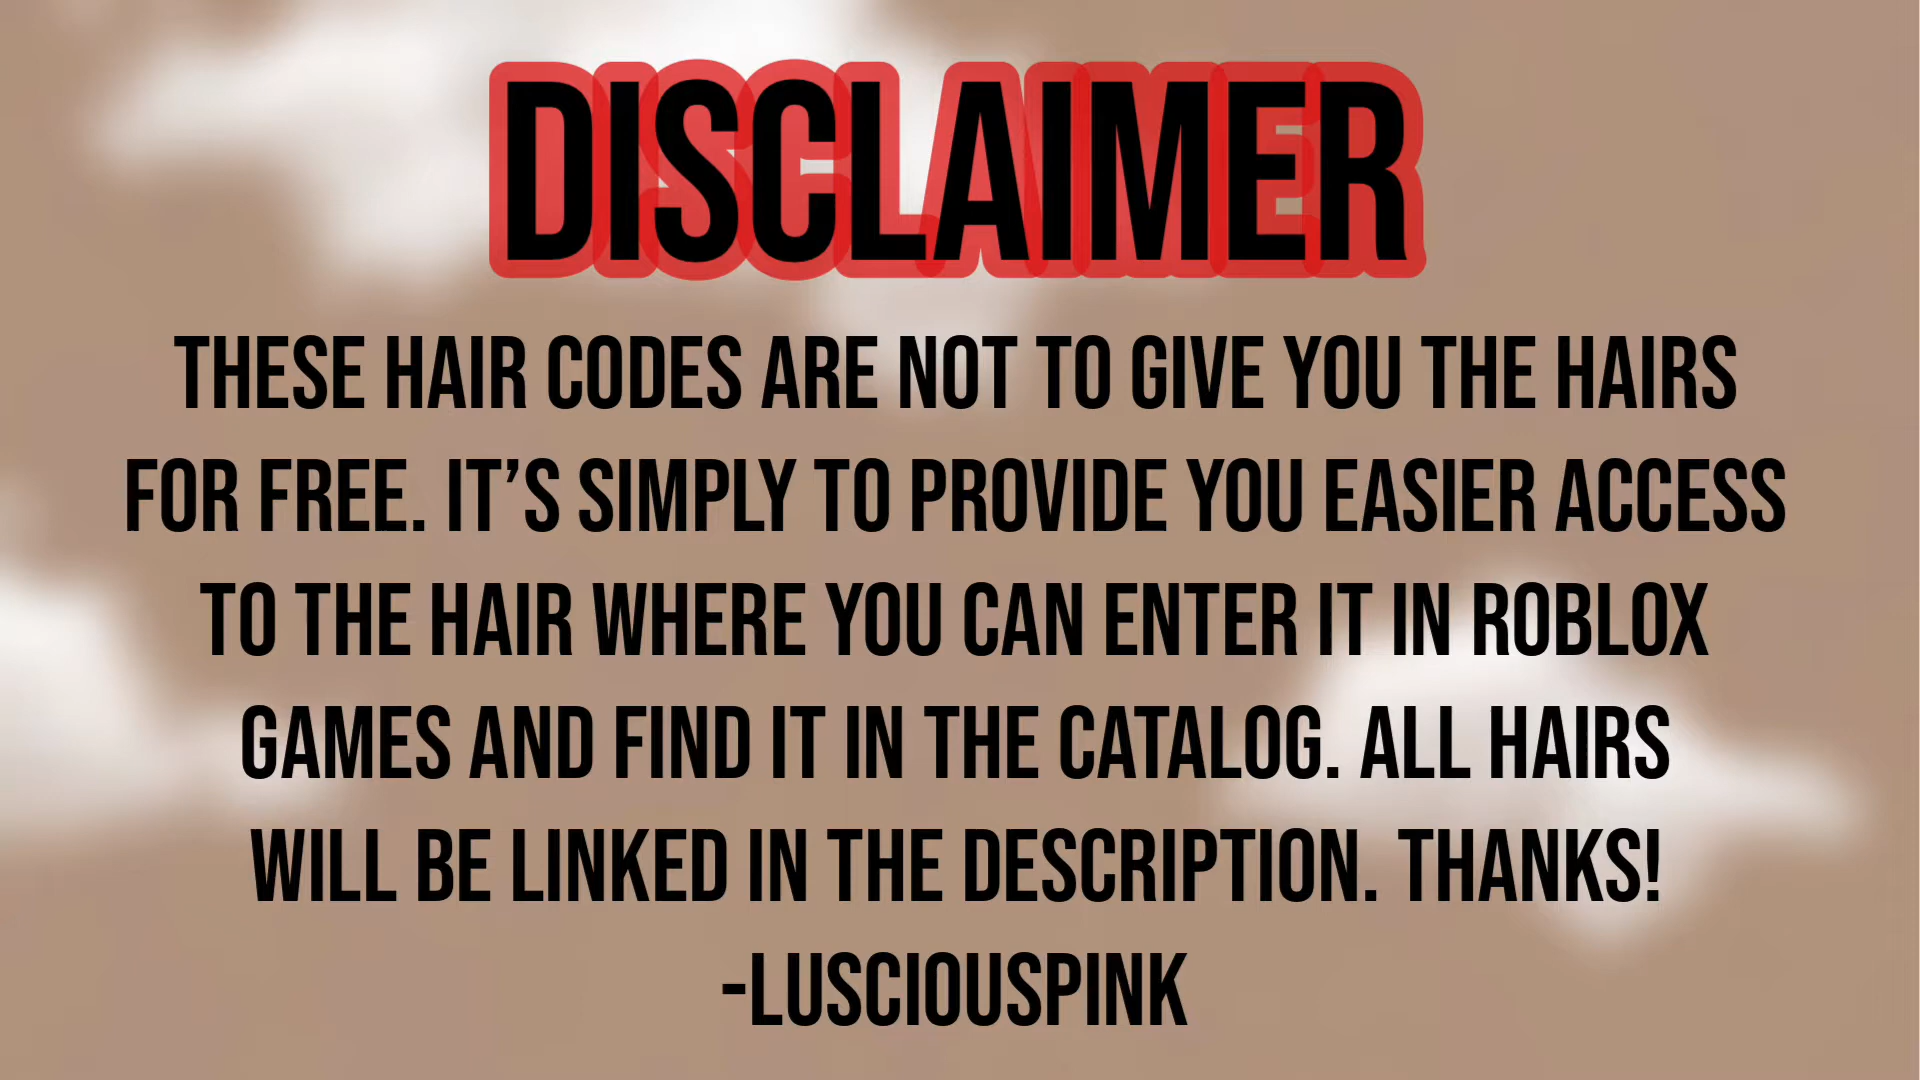 DISCLAIMER
THESE HAIR CODES ARE NOT TO GIVE YOU THE HAIRS
FOR FREE. IT’S SIMPLY TO PROVIDE YOU EASIER ACCESS
TO THE HAIR WHERE YOU CAN ENTER IT IN ROBLOX
GAMES AND FIND IT IN THE CATALOG. ALL HAIRS
WILL BE LINKED IN THE DESCRIPTION. THANKS!
-LUSCIOUSPINK